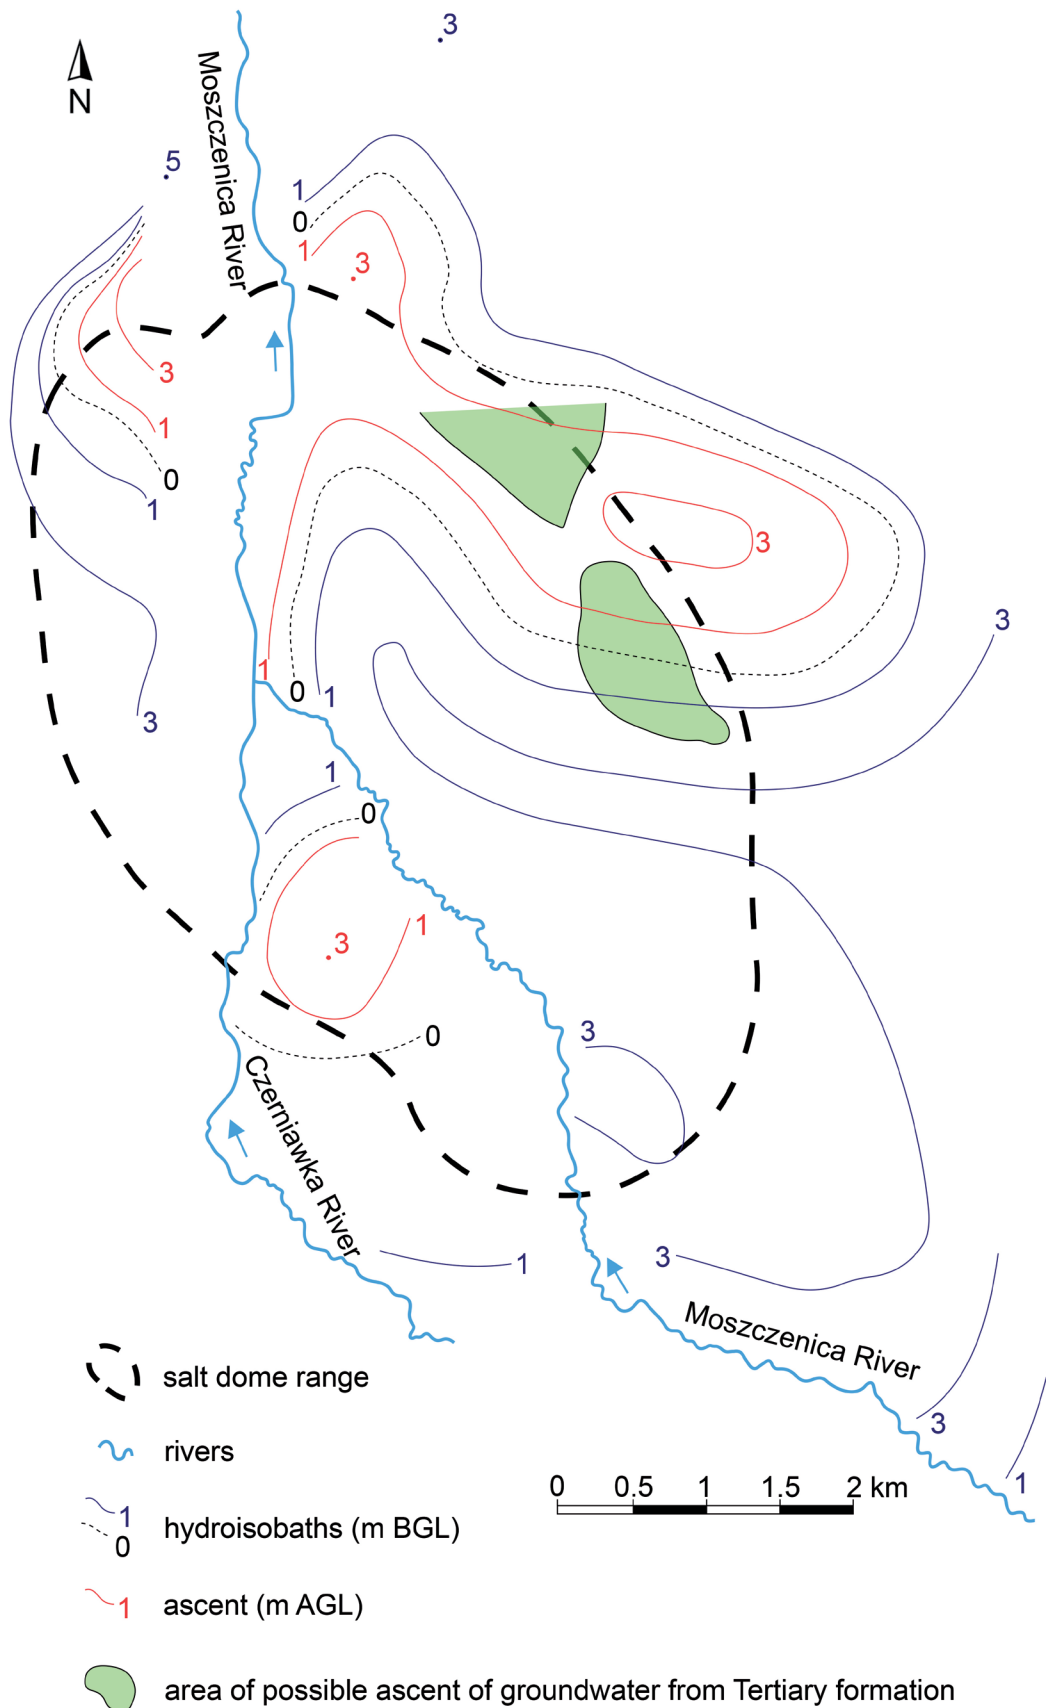 3
N
Moszczenica River
5
1
0
1
3
3
1
0
1
3
3
3
1
0
1
1
0
3
1
3
0
Czerniawka River
1
3
Moszczenica River
3
1
salt dome range
rivers
0 0.5 1 1.5 2 km
1
0
hydroisobaths (m BGL)
1
ascent (m AGL)
area of possible ascent of groundwater from Tertiary formation